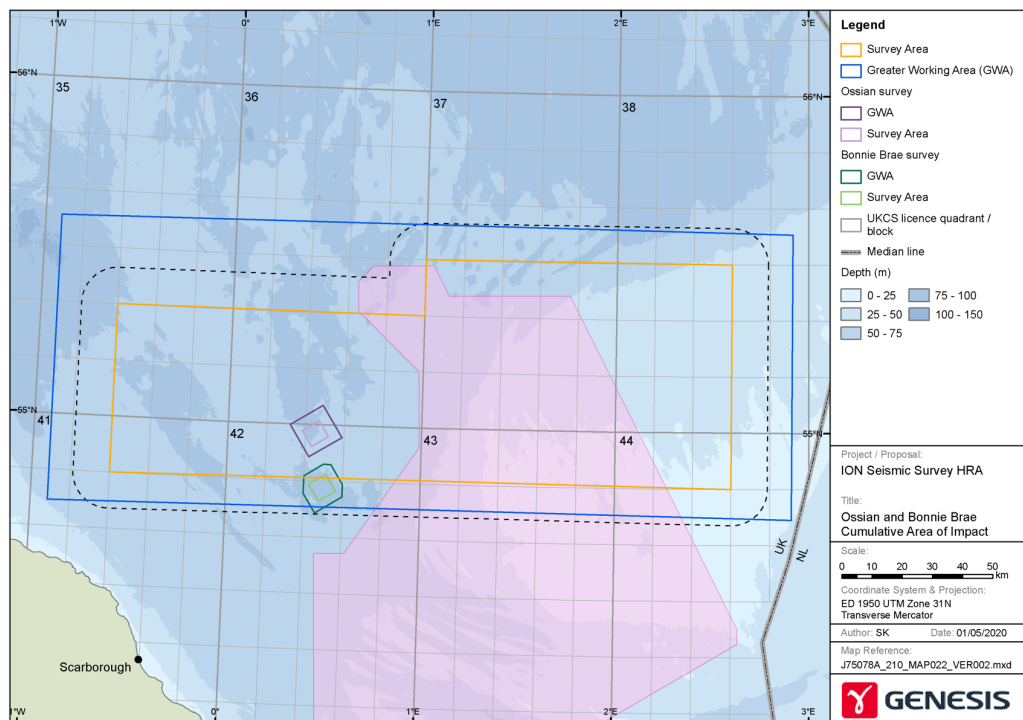 1°W
0°
1°E
2°E
3°E
56°N
56°N
35
36
37
38
55°N
55°N
41
42
43
44
UK
NL
Scarborough
1°W
0°
1°E
2°E
3°E
Legend
Survey Area
Greater Working Area (GWA)
Ossian survey
GWA
Survey Area
Bonnie Brae survey
GWA
Survey Area
UKCS licence quadrant /
block
Median line
Depth (m)
0 - 25
75 - 100
25 - 50
100 - 150
50 - 75
Project / Proposal:
ION Seismic Survey HRA
Title:
Ossian and Bonnie Brae
Cumulative Area of Impact
Scale:
0 10 20 30 40 50
km
Coordinate System & Projection:
ED 1950 UTM Zone 31N
Transverse Mercator
Author: SK Date: 01/05/2020
Map Reference:
J75078A_210_MAP022_VER002.mxd
GENESIS